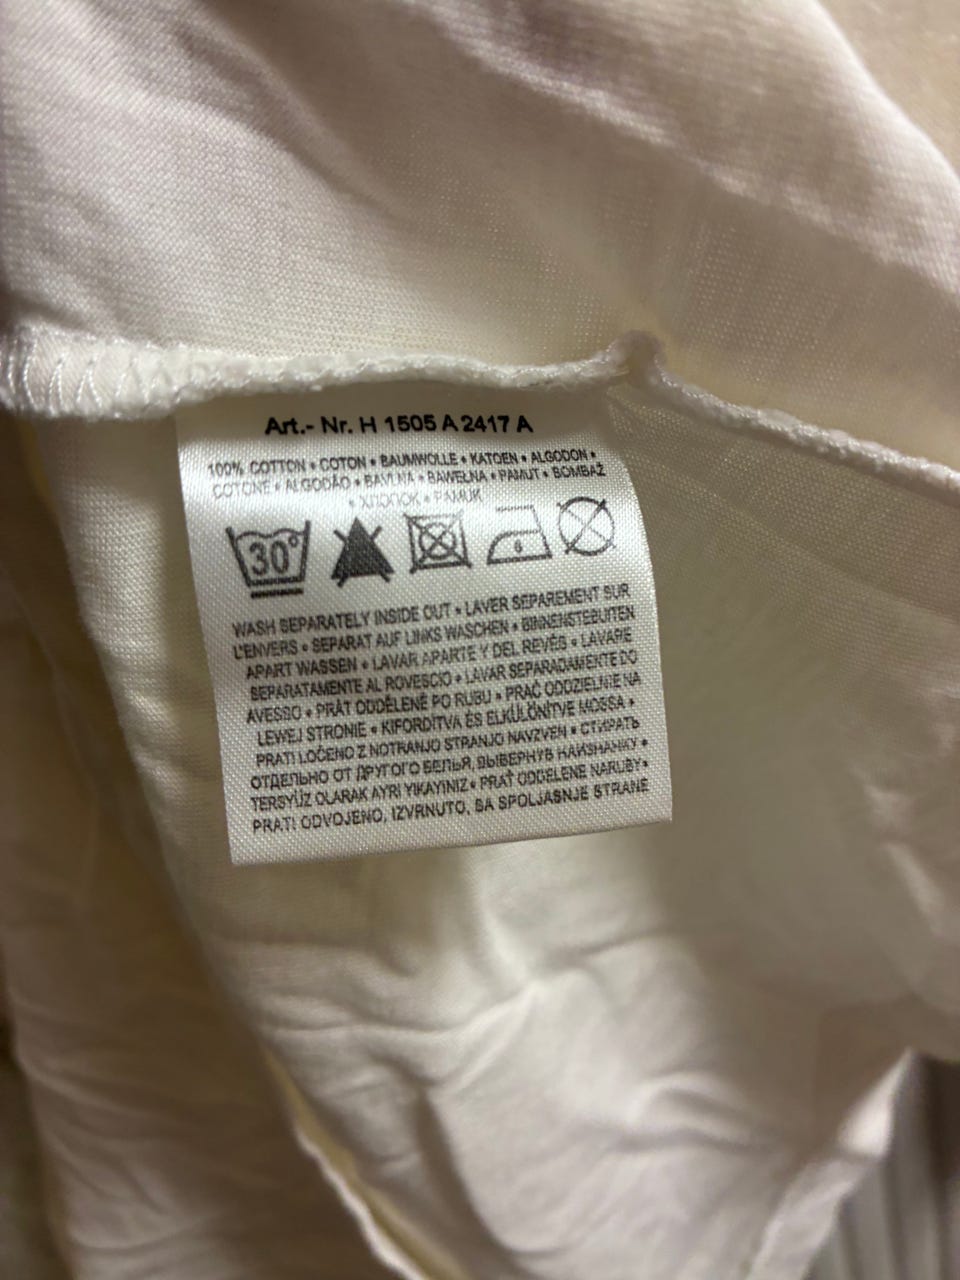 Art.- Nr. H 1505 A 2417 A
100% COTTON • COTON • BAUMWOLLE • KATOEN • ALGODON •
COTONE • ALGODÃO • BAVLNA • BAWEŁNA • PAMUT • BOMBAŽ
• ХЛОПОК • PAMUK
30°
WASH SEPARATELY INSIDE OUT • LAVER SEPAREMENT SUR
L'ENVERS • SEPARAT AUF LINKS WASCHEN • BINNENSTEBUITEN
APART WASSEN • LAVAR APARTE Y DEL REVÉS • LAVARE
SEPARATAMENTE AL ROVESCIO • LAVAR SEPARADAMENTE DO
AVESSO • PRÁT ODDĚLENĚ PO RUBU • PRAĆ ODDZIELNIE NA
LEWEJ STRONIE • KIFORDÍTVA ÉS ELKÜLÖNÍTVE MOSSA •
PRATI LOČENO Z NOTRANJO STRANJO NAVZVEN • СТИРАТЬ
ОТДЕЛЬНО ОТ ДРУГОГО БЕЛЬЯ, ВЫВЕРНУВ НАИЗНАНКУ •
TERSYÜZ OLARAK AYRI YIKAYINIZ • PRAŤ ODDELENE NARUBY •
PRATI ODVOJENO, IZVRNUTO, SA SPOLJASNJE STRANE